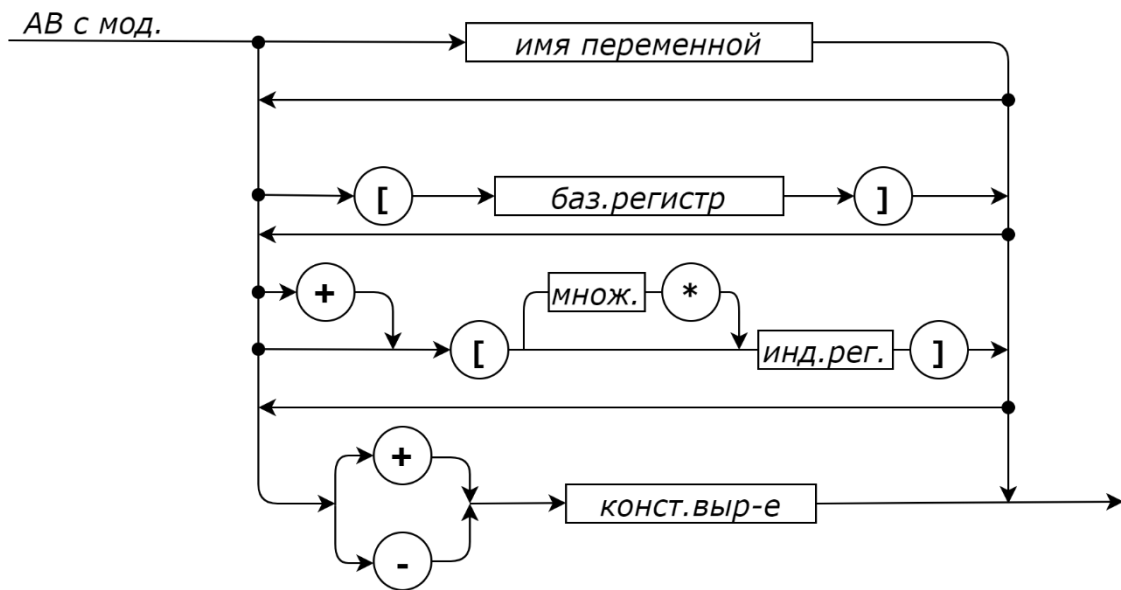 АВ с мод.
имя переменной
[ баз.регистр ]
+ множ. *
[ инд.рег. ]
+
конст.выр-е
-